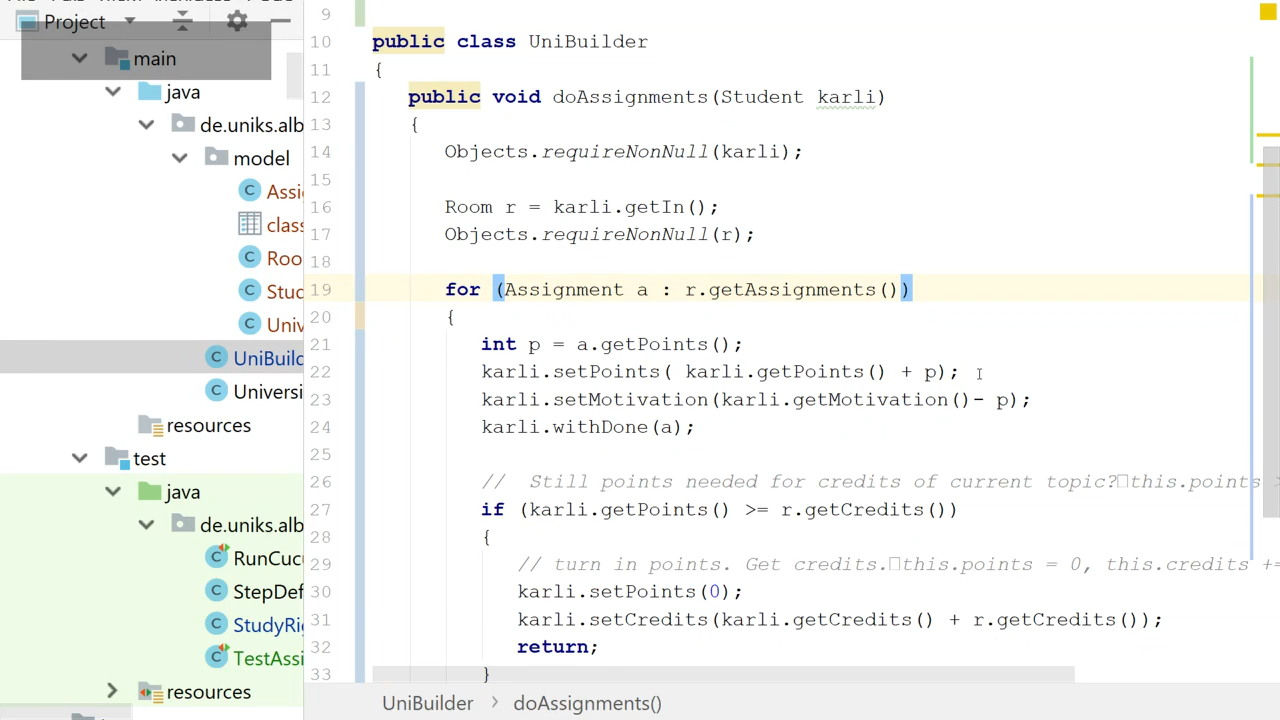 Project
main
java
de.uniks.alb
model
Assi
class
Roo
Stud
Univ
UniBuild
Universi
resources
test
java
de.uniks.alb
RunCucu
StepDef
StudyRig
TestAssi
resources
9
10 public class UniBuilder
11 {
12 public void doAssignments(Student karli)
13 {
14 Objects.requireNonNull(karli);
15
16 Room r = karli.getIn();
17 Objects.requireNonNull(r);
18
19 for (Assignment a : r.getAssignments())
20 {
21 int p = a.getPoints();
22 karli.setPoints( karli.getPoints() + p);
23 karli.setMotivation(karli.getMotivation()- p);
24 karli.withDone(a);
25
26 // Still points needed for credits of current topic?□this.points >
27 if (karli.getPoints() >= r.getCredits())
28 {
29 // turn in points. Get credits.□this.points = 0, this.credits +=
30 karli.setPoints(0);
31 karli.setCredits(karli.getCredits() + r.getCredits());
32 return;
33 }
UniBuilder > doAssignments()